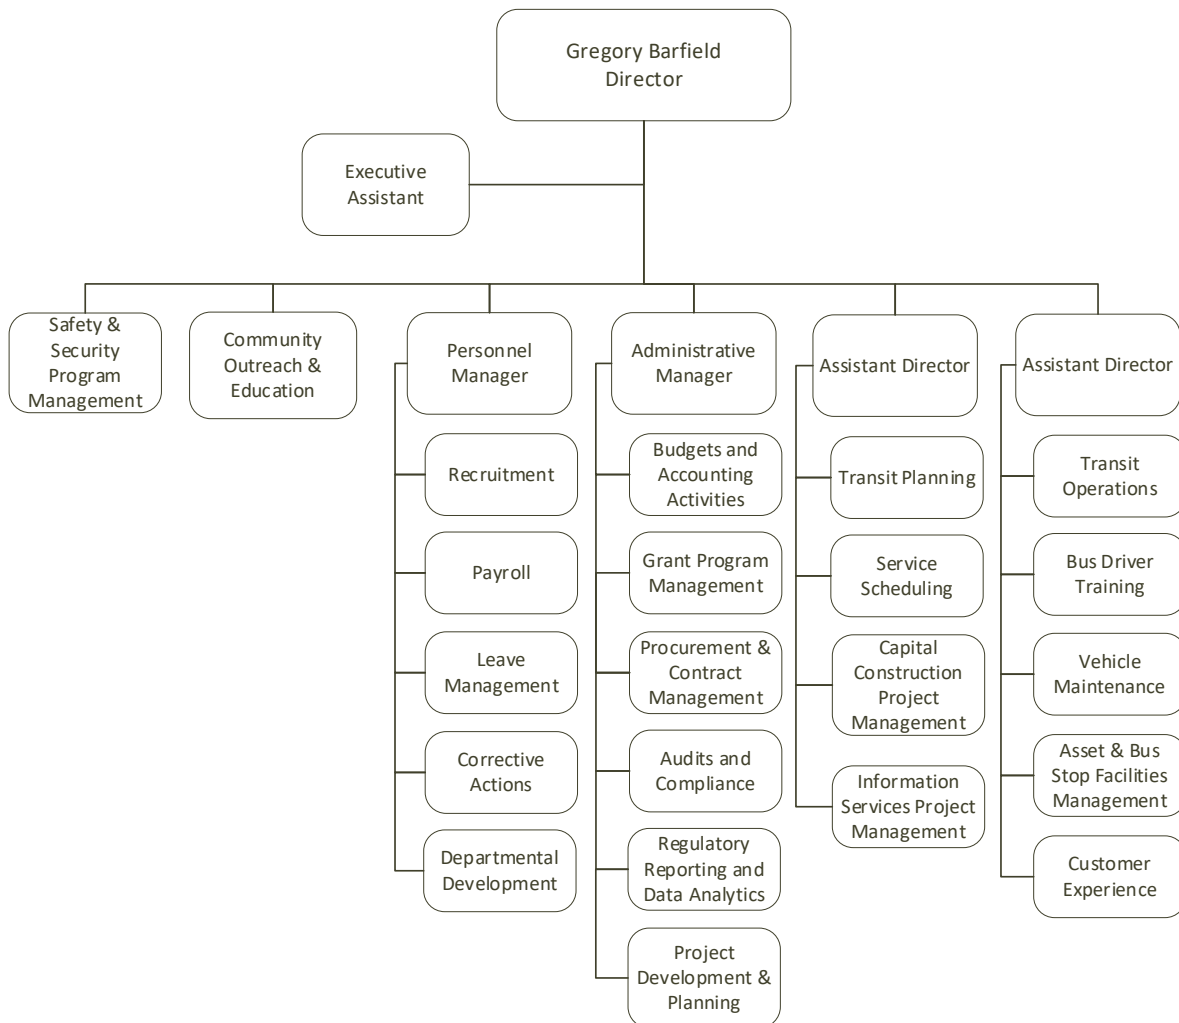 Gregory Barfield
Director
Executive
Assistant
Safety &
Security
Program
Management
Community
Outreach &
Education
Personnel
Manager
Recruitment
Payroll
Leave
Management
Corrective
Actions
Departmental
Development
Administrative
Manager
Budgets and
Accounting
Activities
Grant Program
Management
Procurement &
Contract
Management
Audits and
Compliance
Regulatory
Reporting and
Data Analytics
Project
Development &
Planning
Assistant Director
Transit Planning
Service
Scheduling
Capital
Construction
Project
Management
Information
Services Project
Management
Assistant Director
Transit
Operations
Bus Driver
Training
Vehicle
Maintenance
Asset & Bus
Stop Facilities
Management
Customer
Experience